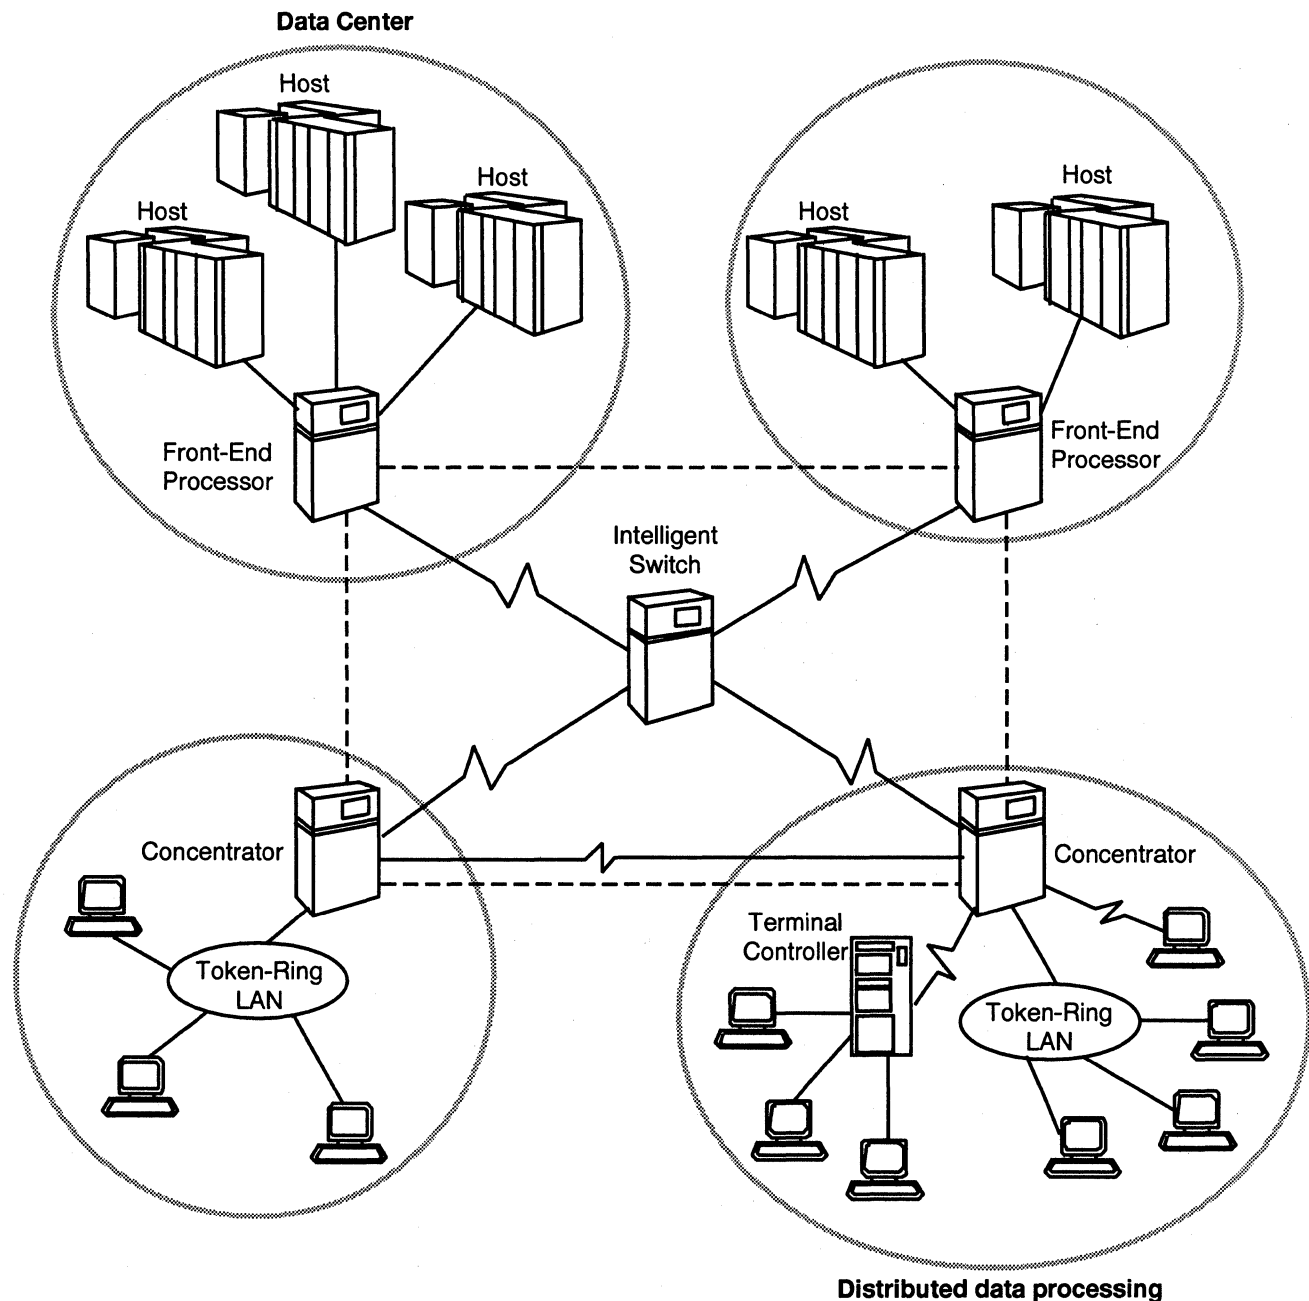 Data Center
Host
Host
Host
Host
Host
Front-End
Processor
Front-End
Processor
Intelligent
Switch
Concentrator
Concentrator
Terminal
Controller
Token-Ring
LAN
Token-Ring
LAN
Distributed data processing